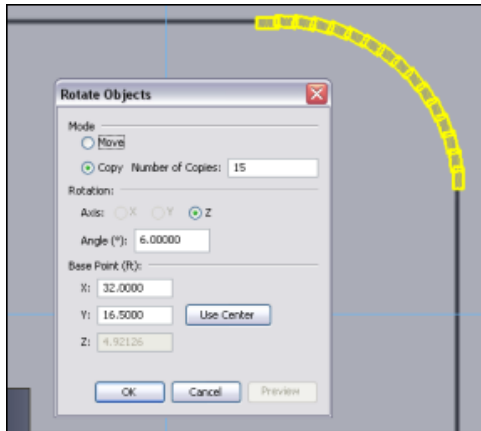 Rotate Objects
Mode
Move
Copy Number of Copies: 15
Rotation:
Axis: X Y Z
Angle (°): 6.00000
Base Point (ft):
X: 32.0000
Y: 16.5000 Use Center
Z: 4.92126
OK Cancel Preview